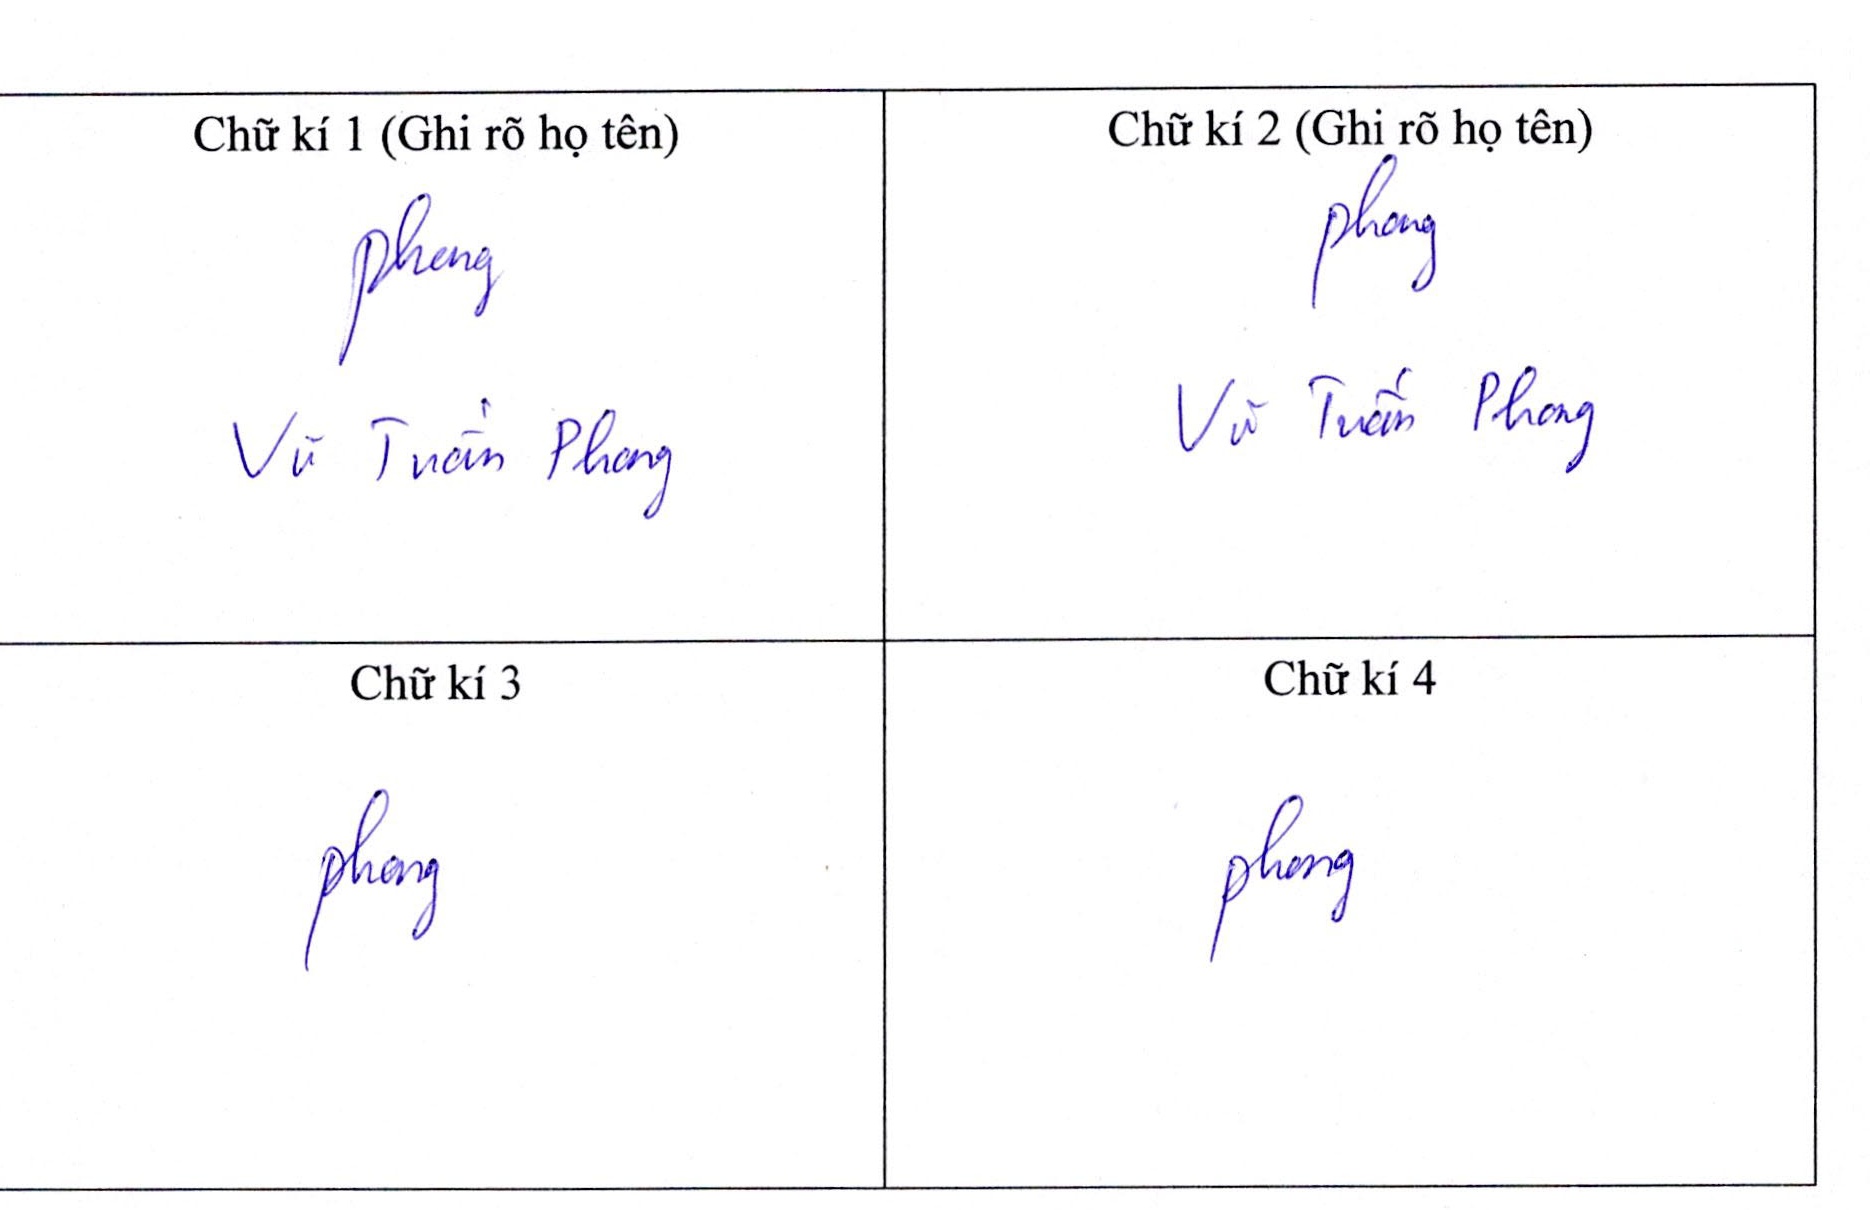 Chữ kí 1 (Ghi rõ họ tên)
phong
Vũ Tuấn Phong
Chữ kí 2 (Ghi rõ họ tên)
phong
Vũ Tuấn Phong
Chữ kí 3
phong
Chữ kí 4
phong